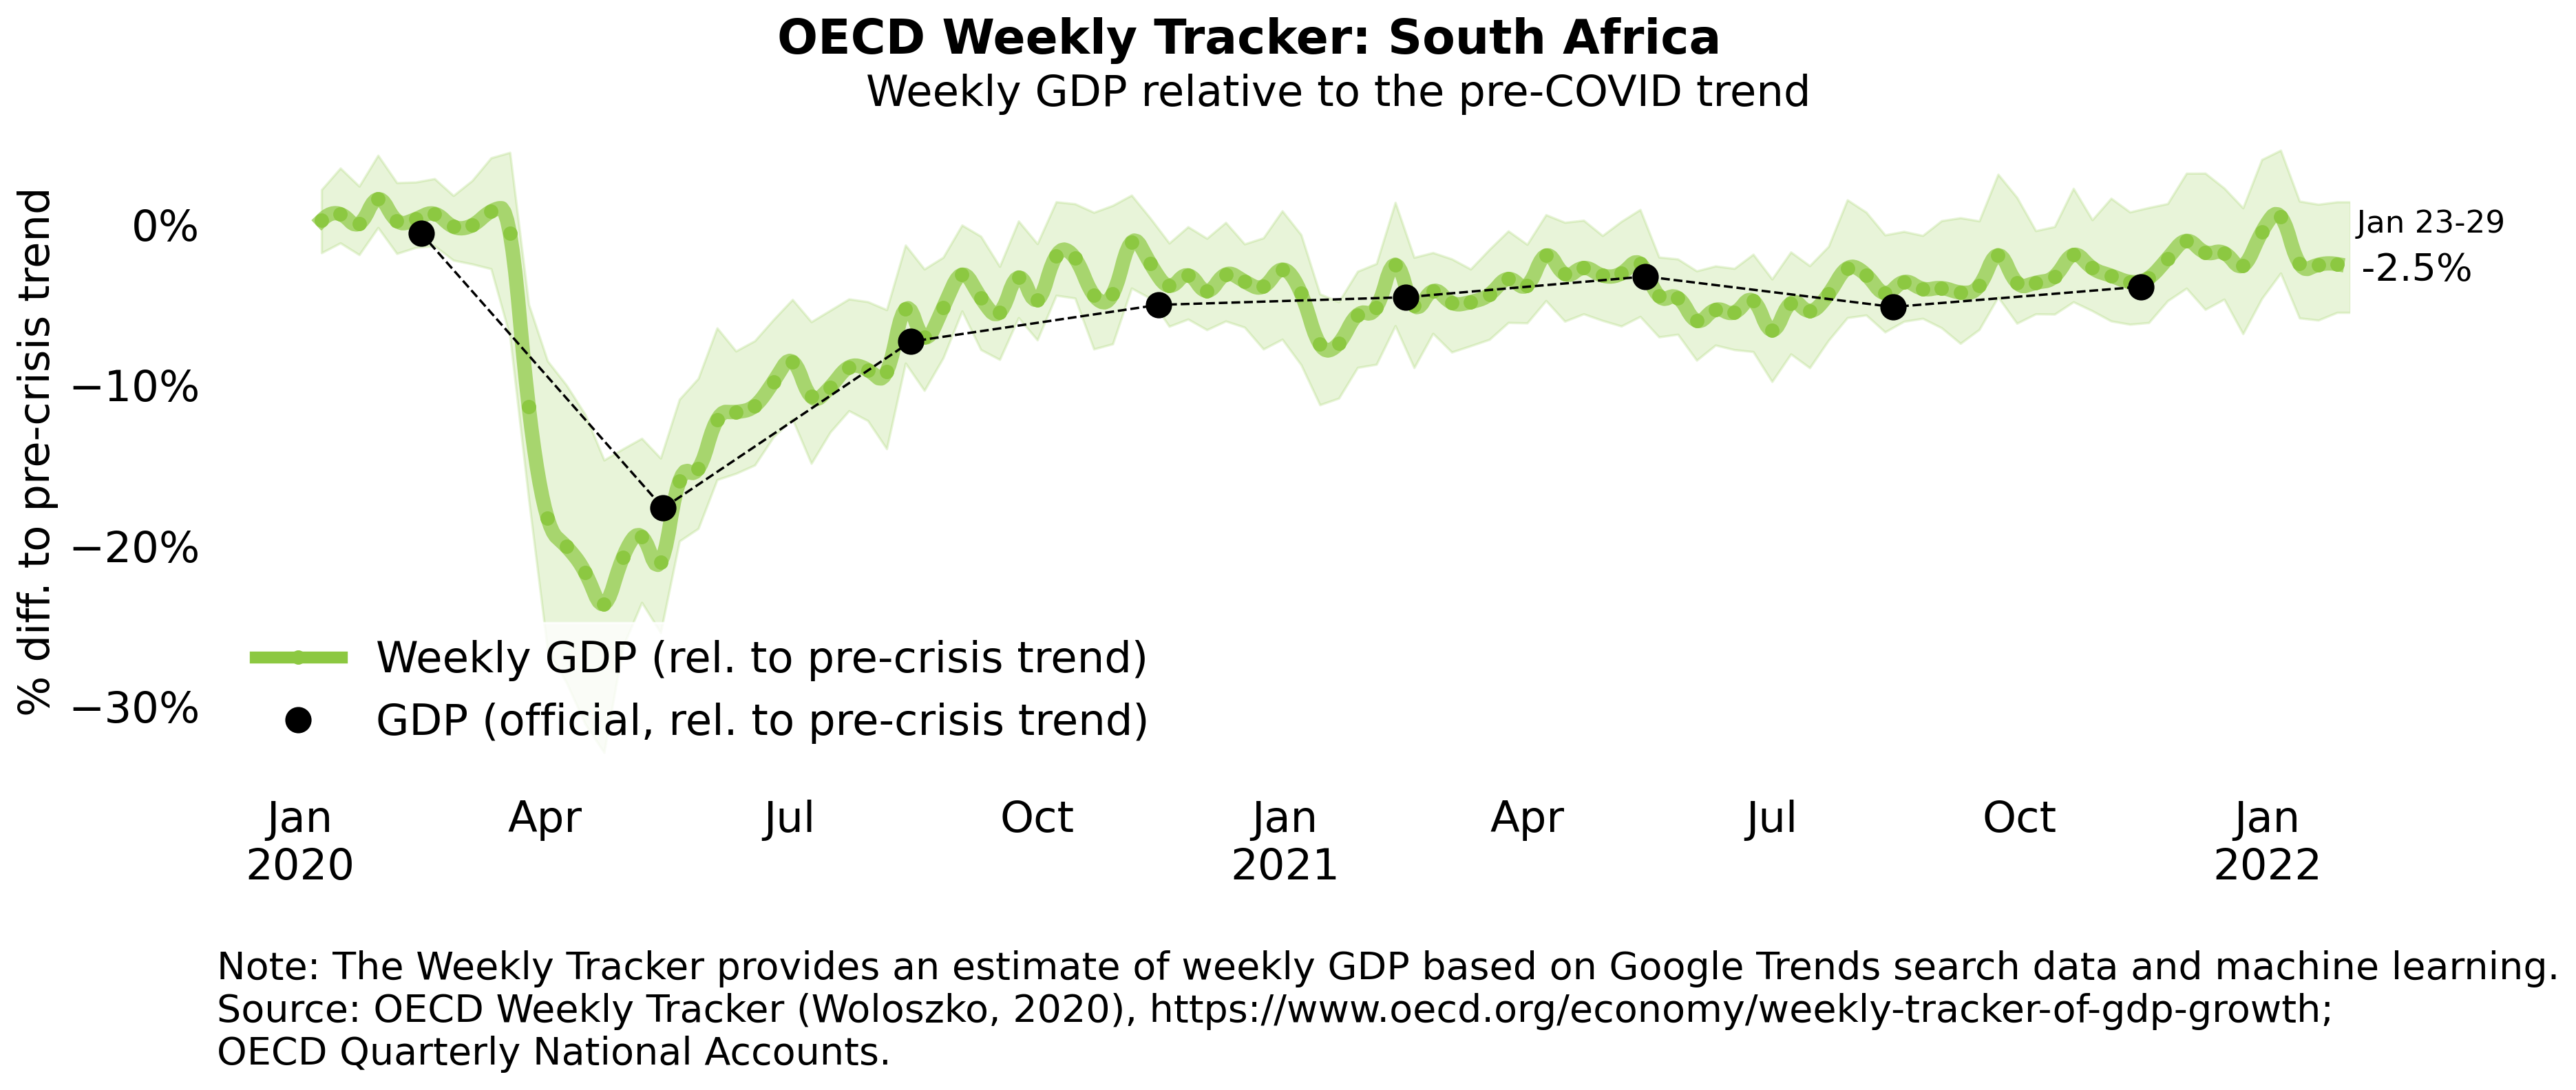 OECD Weekly Tracker: South Africa
Weekly GDP relative to the pre-COVID trend
% diff. to pre-crisis trend
0%
−10%
−20%
−30%
Jan 23-29
-2.5%
Weekly GDP (rel. to pre-crisis trend)
GDP (official, rel. to pre-crisis trend)
Jan Apr Jul Oct Jan Apr Jul Oct Jan
2020 2021 2022
Note: The Weekly Tracker provides an estimate of weekly GDP based on Google Trends search data and machine learning.
Source: OECD Weekly Tracker (Woloszko, 2020), https://www.oecd.org/economy/weekly-tracker-of-gdp-growth;
OECD Quarterly National Accounts.